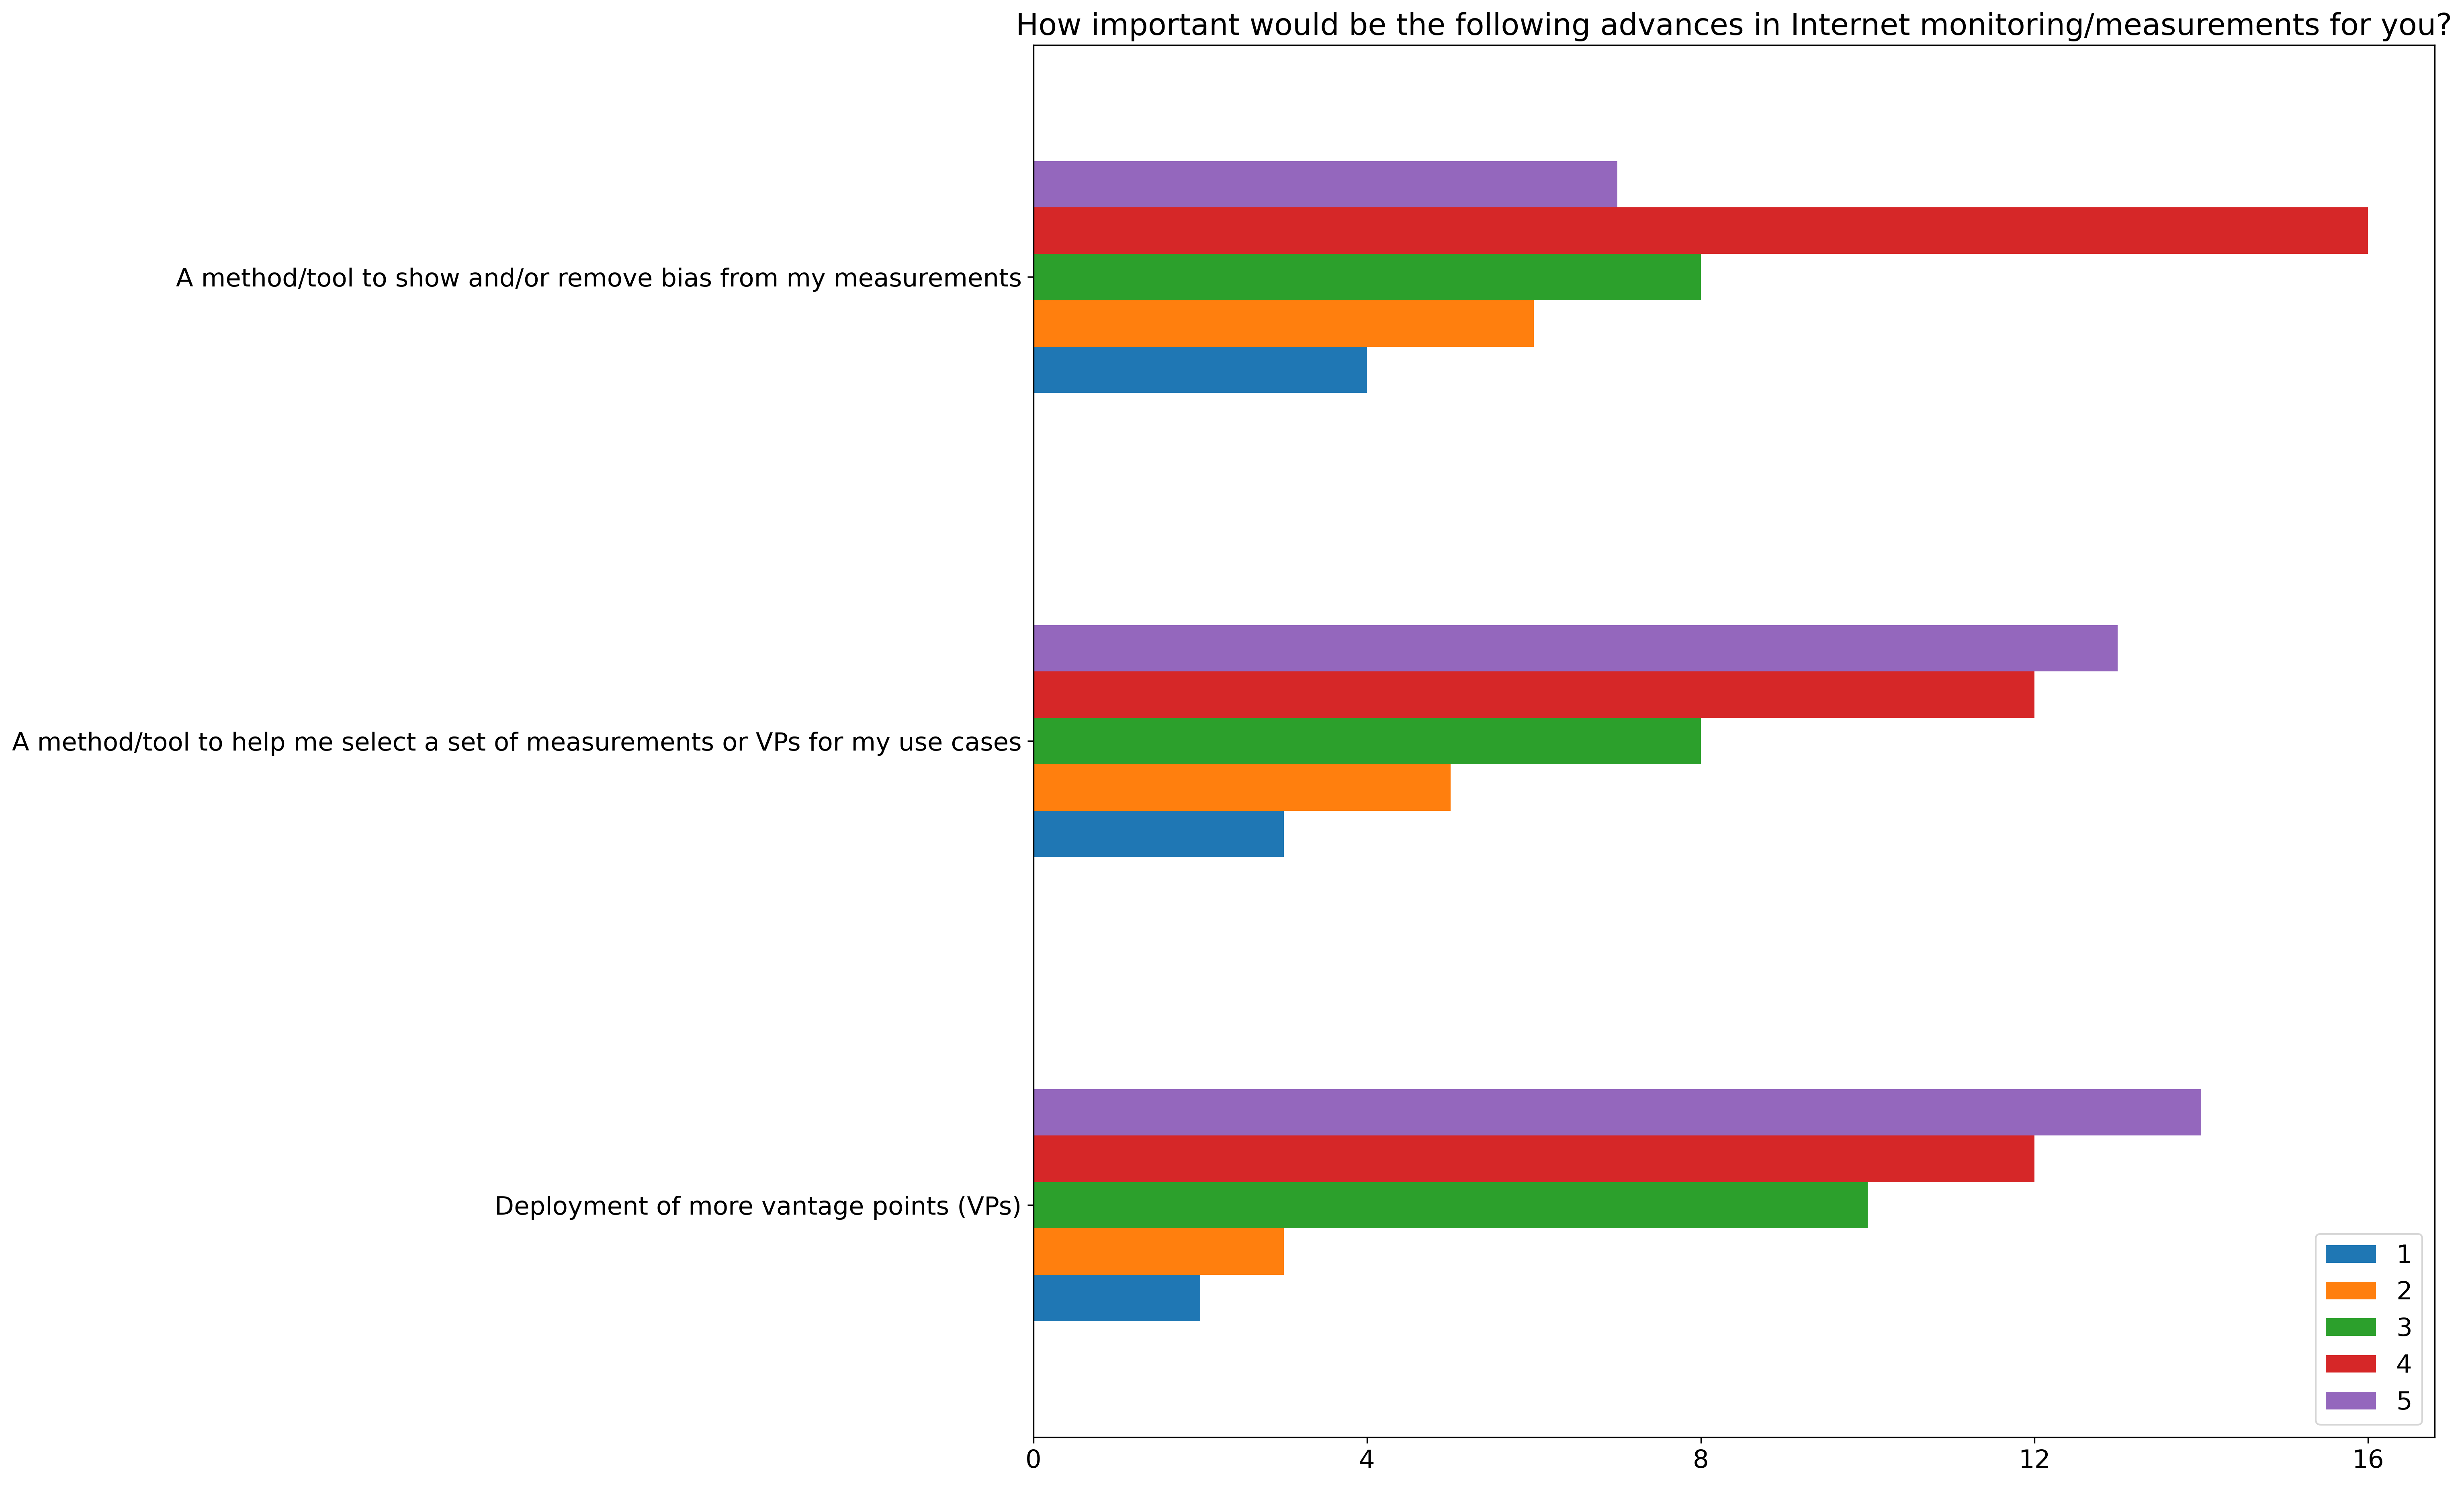 How important would be the following advances in Internet monitoring/measurements for you?
A method/tool to show and/or remove bias from my measurements
A method/tool to help me select a set of measurements or VPs for my use cases
Deployment of more vantage points (VPs)
1
2
3
4
5
0 4 8 12 16